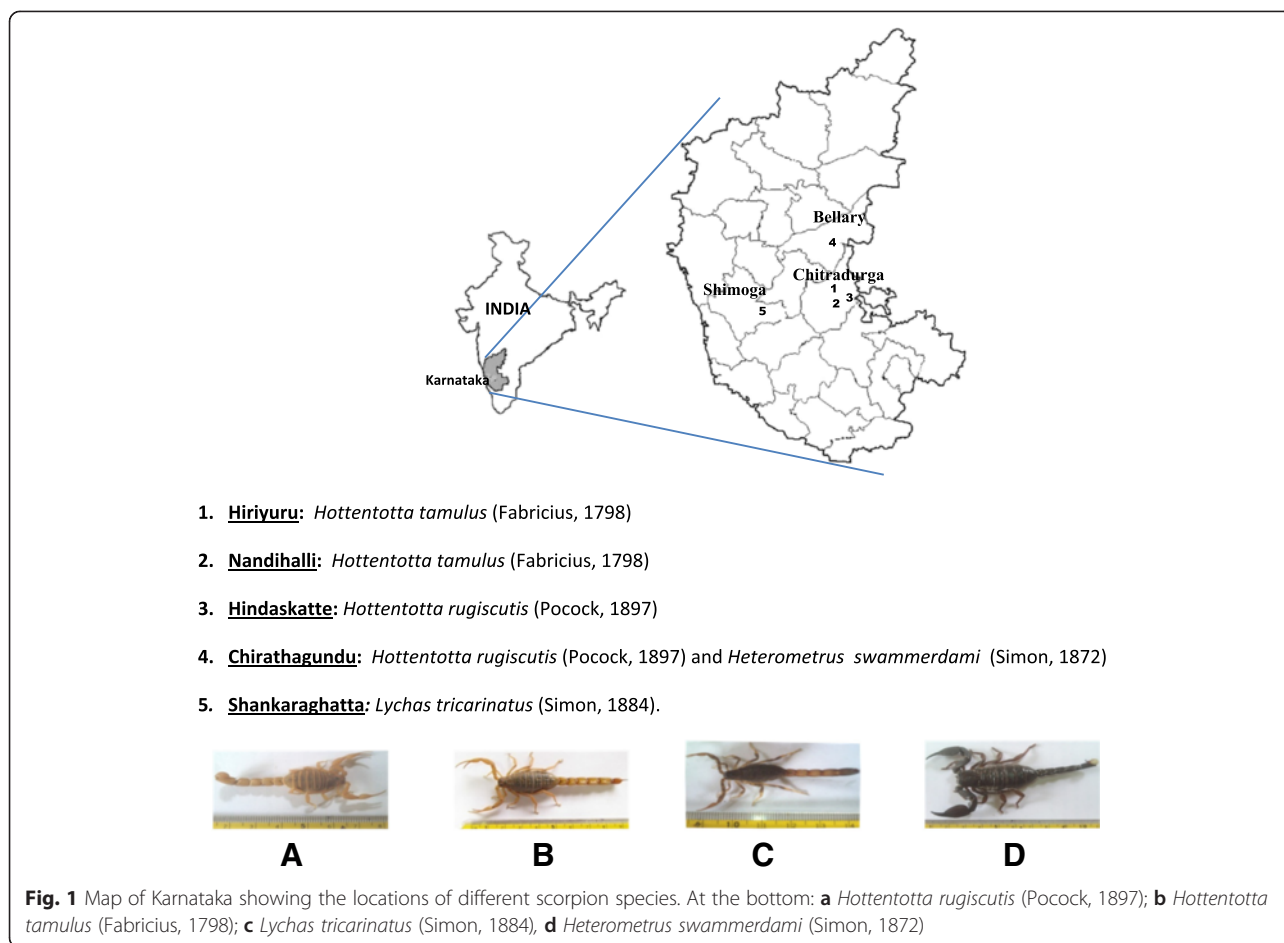 Bellary
4
Chitradurga
1
Shimoga
3
2
5
INDIA
Karnataka
1. Hiriyuru: Hottentotta tamulus (Fabricius, 1798)
2. Nandihalli: Hottentotta tamulus (Fabricius, 1798)
3. Hindaskatte: Hottentotta rugiscutis (Pocock, 1897)
4. Chirathagundu: Hottentotta rugiscutis (Pocock, 1897) and Heterometrus swammerdami (Simon, 1872)
5. Shankaraghatta: Lychas tricarinatus (Simon, 1884).
A B C D
Fig. 1 Map of Karnataka showing the locations of different scorpion species. At the bottom: a Hottentotta rugiscutis (Pocock, 1897); b Hottentotta
tamulus (Fabricius, 1798); c Lychas tricarinatus (Simon, 1884), d Heterometrus swammerdami (Simon, 1872)